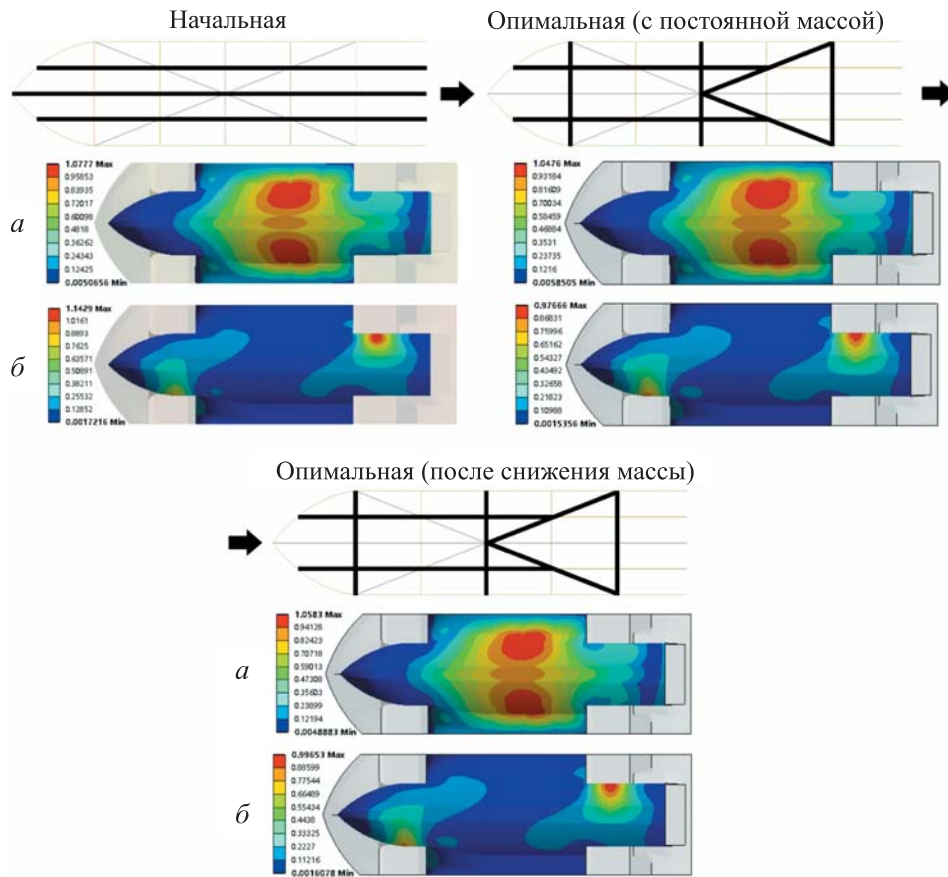 Начальная
Опимальная (с постоянной массой)
1.0777 Max
0.95853
0.83935
0.72017
0.60098
0.4818
0.36262
0.24343
0.12425
0.0050656 Min
а
1.0476 Max
0.93184
0.81609
0.70034
0.58459
0.46884
0.3531
0.23735
0.1216
0.0058505 Min
1.1429 Max
1.0161
0.8893
0.7625
0.63571
0.50891
0.38211
0.25532
0.12852
0.0017216 Min
б
0.97666 Max
0.86831
0.75996
0.65162
0.54327
0.43492
0.32658
0.21823
0.10988
0.0015356 Min
Опимальная (после снижения массы)
1.0583 Max
0.94128
0.82423
0.70718
0.59013
0.47308
0.35603
0.23899
0.12194
0.0048883 Min
а
0.99653 Max
0.88599
0.77544
0.66489
0.55434
0.4438
0.33325
0.2227
0.11216
0.0016078 Min
б